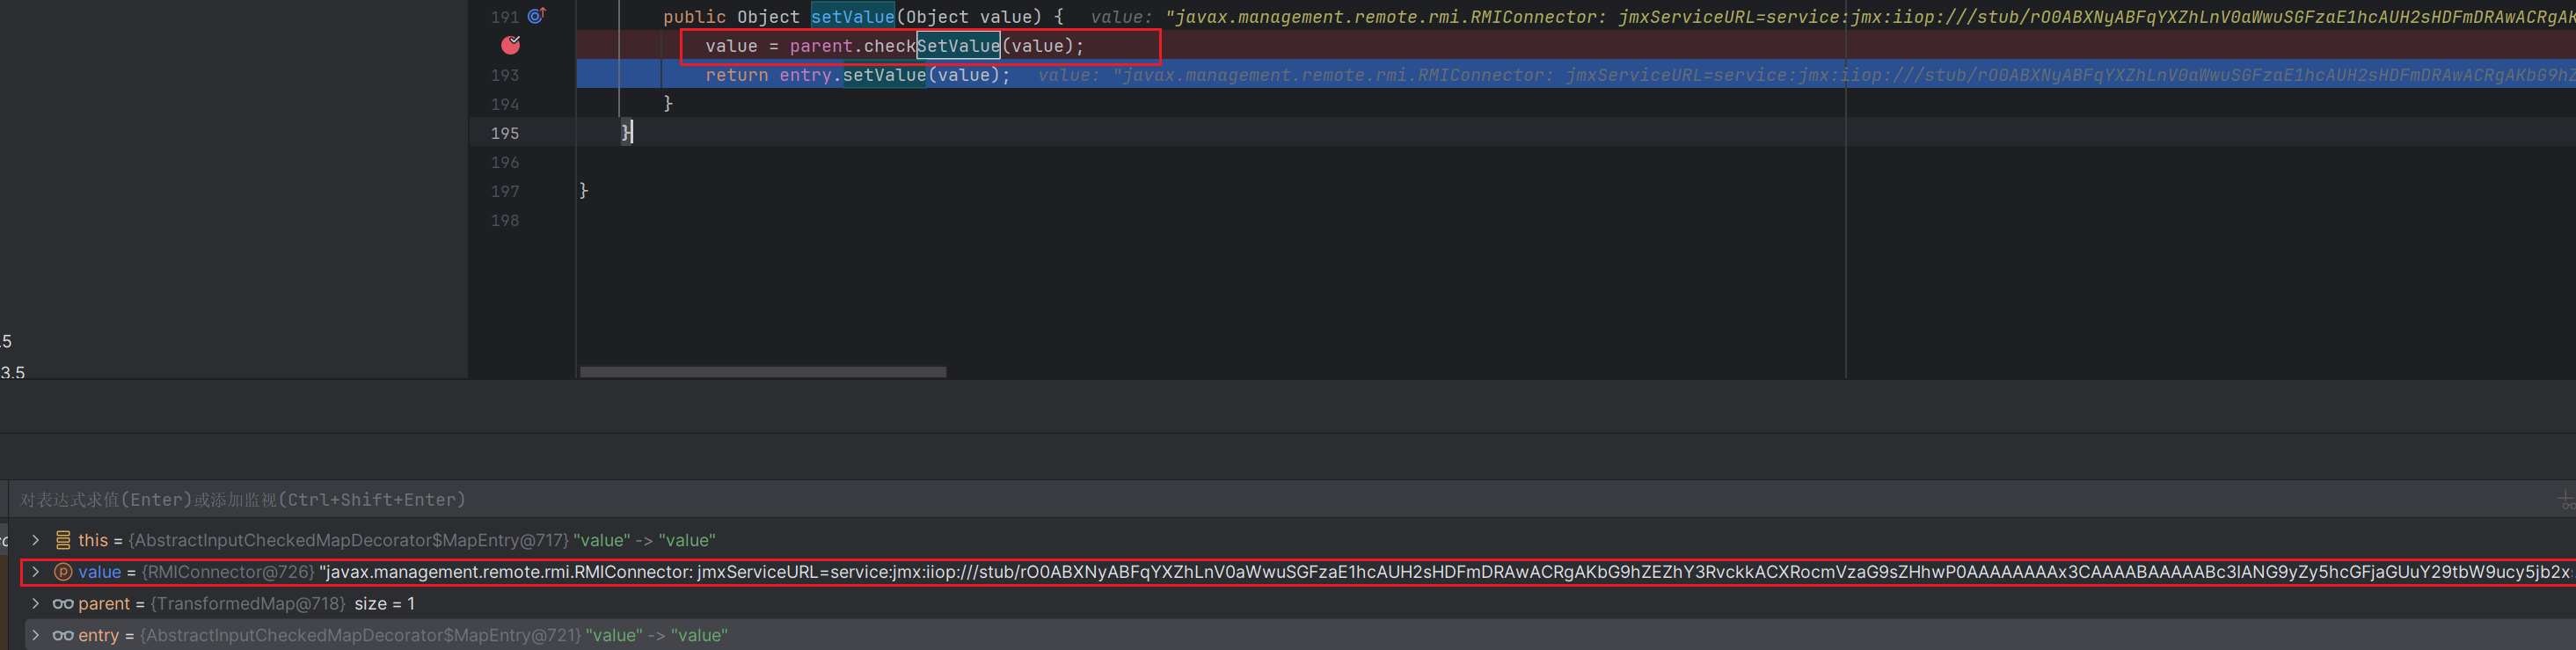 191 public Object setValue(Object value) { value: "javax.management.remote.rmi.RMIConnector: jmxServiceURL=service:jmx:iiop:///stub/rO0ABXNyABFqYXZhLnV0aWwuSGFzaE1hcAUH2sHDFmDRAwACRgAK
value = parent.checkSetValue(value);
193 return entry.setValue(value); value: "javax.management.remote.rmi.RMIConnector: jmxServiceURL=service:jmx:iiop:///stub/rO0ABXNyABFqYXZhLnV0aWwuSGFzaE1hcAUH2sHDFmDRAwACRgAKbG9hZ
194 }
195 }
196
197 }
198
.5
3.5
对表达式求值(Enter)或添加监视(Ctrl+Shift+Enter)
this = {AbstractInputCheckedMapDecorator$MapEntry@717} "value" -> "value"
value = {RMIConnector@726} "javax.management.remote.rmi.RMIConnector: jmxServiceURL=service:jmx:iiop:///stub/rO0ABXNyABFqYXZhLnV0aWwuSGFzaE1hcAUH2sHDFmDRAwACRgAKbG9hZEZhY3RvckkACXRocmVzaG9sZHhwP0AAAAAAAAx3CAAAABAAAAABc3IANG9yZy5hcGFjaGUuY29tbW9ucy5jb2x
parent = {TransformedMap@718} size = 1
entry = {AbstractInputCheckedMapDecorator$MapEntry@721} "value" -> "value"